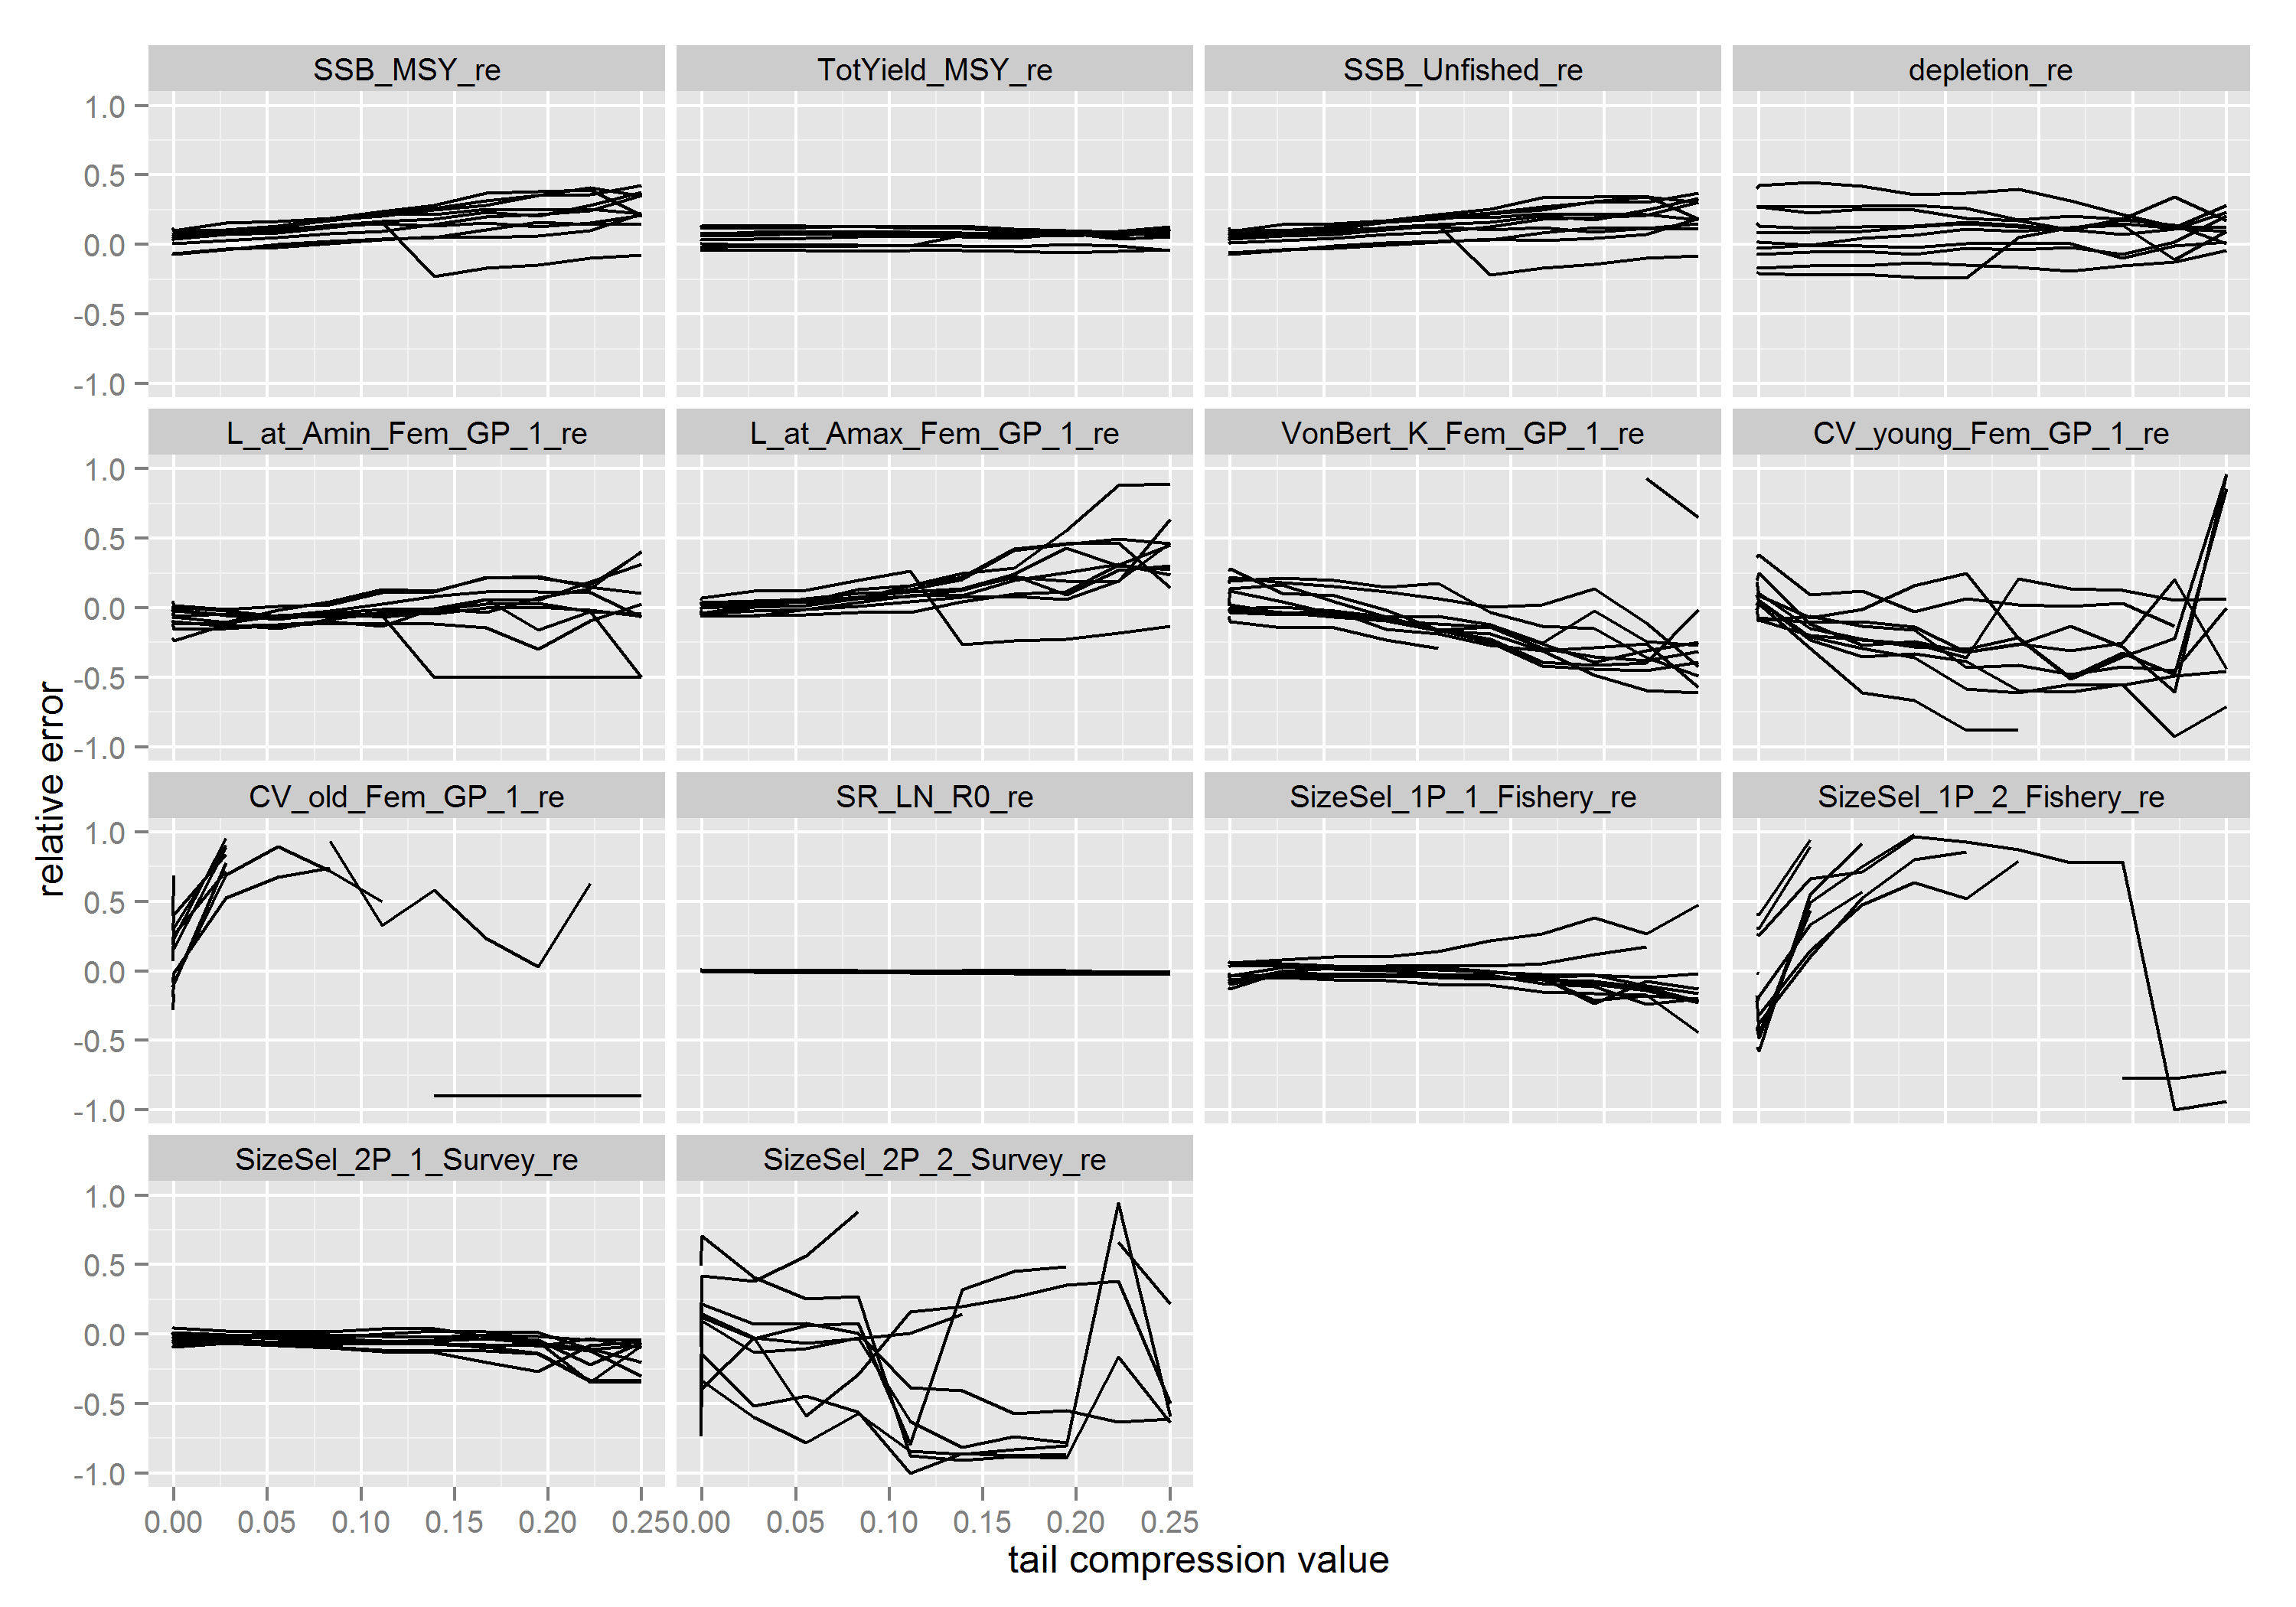 SSB_MSY_re TotYield_MSY_re SSB_Unfished_re depletion_re
1.0
0.5
0.0
-0.5
-1.0
L_at_Amin_Fem_GP_1_re L_at_Amax_Fem_GP_1_re VonBert_K_Fem_GP_1_re CV_young_Fem_GP_1_re
1.0
0.5
0.0
-0.5
-1.0
relative error
CV_old_Fem_GP_1_re SR_LN_R0_re SizeSel_1P_1_Fishery_re SizeSel_1P_2_Fishery_re
1.0
0.5
0.0
-0.5
-1.0
SizeSel_2P_1_Survey_re SizeSel_2P_2_Survey_re
1.0
0.5
0.0
-0.5
-1.0
0.00 0.05 0.10 0.15 0.20 0.25 0.00 0.05 0.10 0.15 0.20 0.25
tail compression value